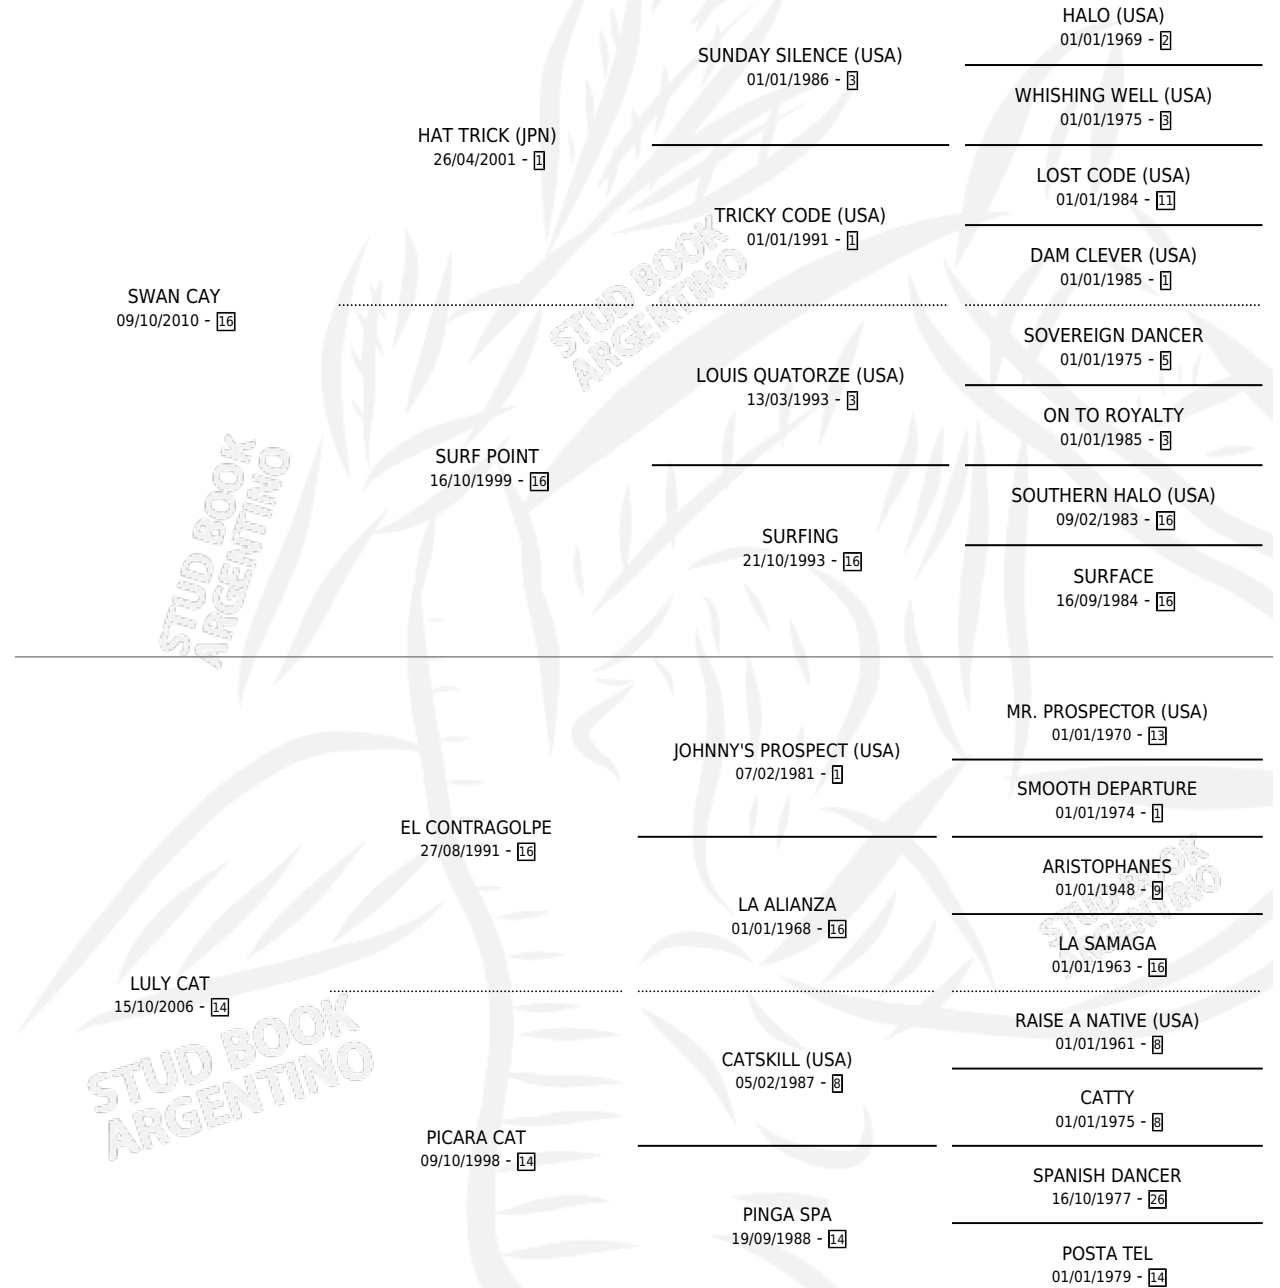 HALO (USA)
01/01/1969 - 2
SUNDAY SILENCE (USA)
01/01/1986 - 3
WHISHING WELL (USA)
01/01/1975 - 3
HAT TRICK (JPN)
26/04/2001 - 1
LOST CODE (USA)
01/01/1984 - 11
TRICKY CODE (USA)
01/01/1991 - 1
DAM CLEVER (USA)
01/01/1985 - 1
SWAN CAY
09/10/2010 - 16
STUD BOOK
ARGENTINO
SOVEREIGN DANCER
01/01/1975 - 5
LOUIS QUATORZE (USA)
13/03/1993 - 3
ON TO ROYALTY
01/01/1985 - 3
SURF POINT
16/10/1999 - 16
SOUTHERN HALO (USA)
09/02/1983 - 16
SURFING
21/10/1993 - 16
SURFACE
16/09/1984 - 16
STUD BOOK
ARGENTINO
MR. PROSPECTOR (USA)
01/01/1970 - 13
JOHNNY'S PROSPECT (USA)
07/02/1981 - 1
SMOOTH DEPARTURE
01/01/1974 - 1
EL CONTRAGOLPE
27/08/1991 - 16
ARISTOPHANES
01/01/1948 - 9
LA ALIANZA
01/01/1968 - 16
LA SAMAGA
01/01/1963 - 16
STUD BOOK
ARGENTINO
LULY CAT
15/10/2006 - 14
RAISE A NATIVE (USA)
01/01/1961 - 8
CATSKILL (USA)
05/02/1987 - 8
CATTY
01/01/1975 - 8
STUD BOOK
ARGENTINO
PICARA CAT
09/10/1998 - 14
SPANISH DANCER
16/10/1977 - 26
PINGA SPA
19/09/1988 - 14
POSTA TEL
01/01/1979 - 14